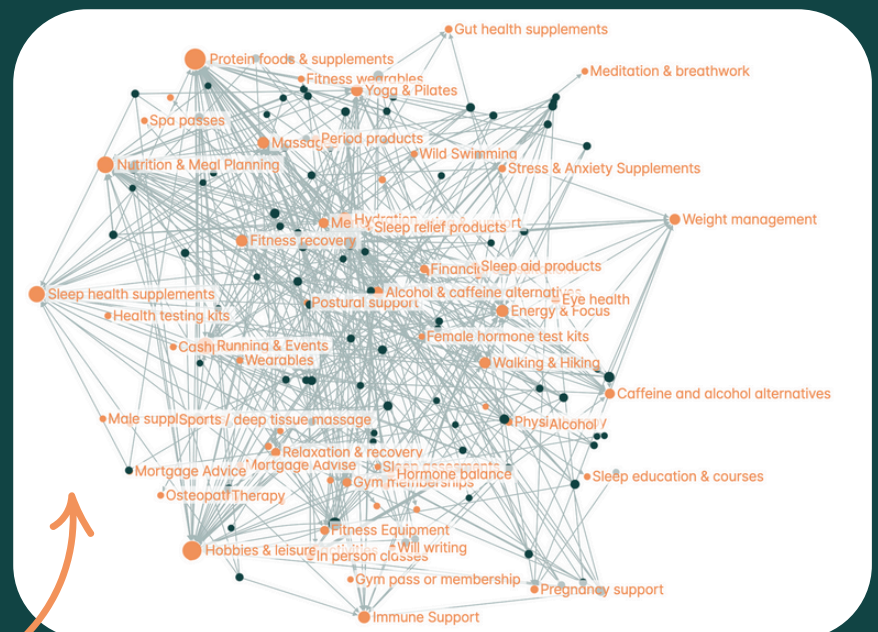 Gut health supplements
Protein foods & supplements
Meditation & breathwork
Fitness wearables
Yoga & Pilates
Spa passes
Period products
Wild Swimming
Nutrition & Meal Planning
Stress & Anxiety Supplements
Hydration
Weight management
Sleep relief products
Fitness recovery
Sleep aid products
Sleep health supplements
Alcohol & caffeine alternatives
Postural support
Eye health
Energy & Focus
Health testing kits
Female hormone test kits
Running & Events
Wearables
Walking & Hiking
Caffeine and alcohol alternatives
Male suppl
Sports / deep tissue massage
Alcohol
Relaxation & recovery
Mortgage Advise
Mortgage Advice
Hormone balance
Sleep education & courses
Gym memberships
Osteopath
Therapy
Fitness Equipment
Hobbies & leisure
Will writing
In person classes
Gym pass or membership
Pregnancy support
Immune Support